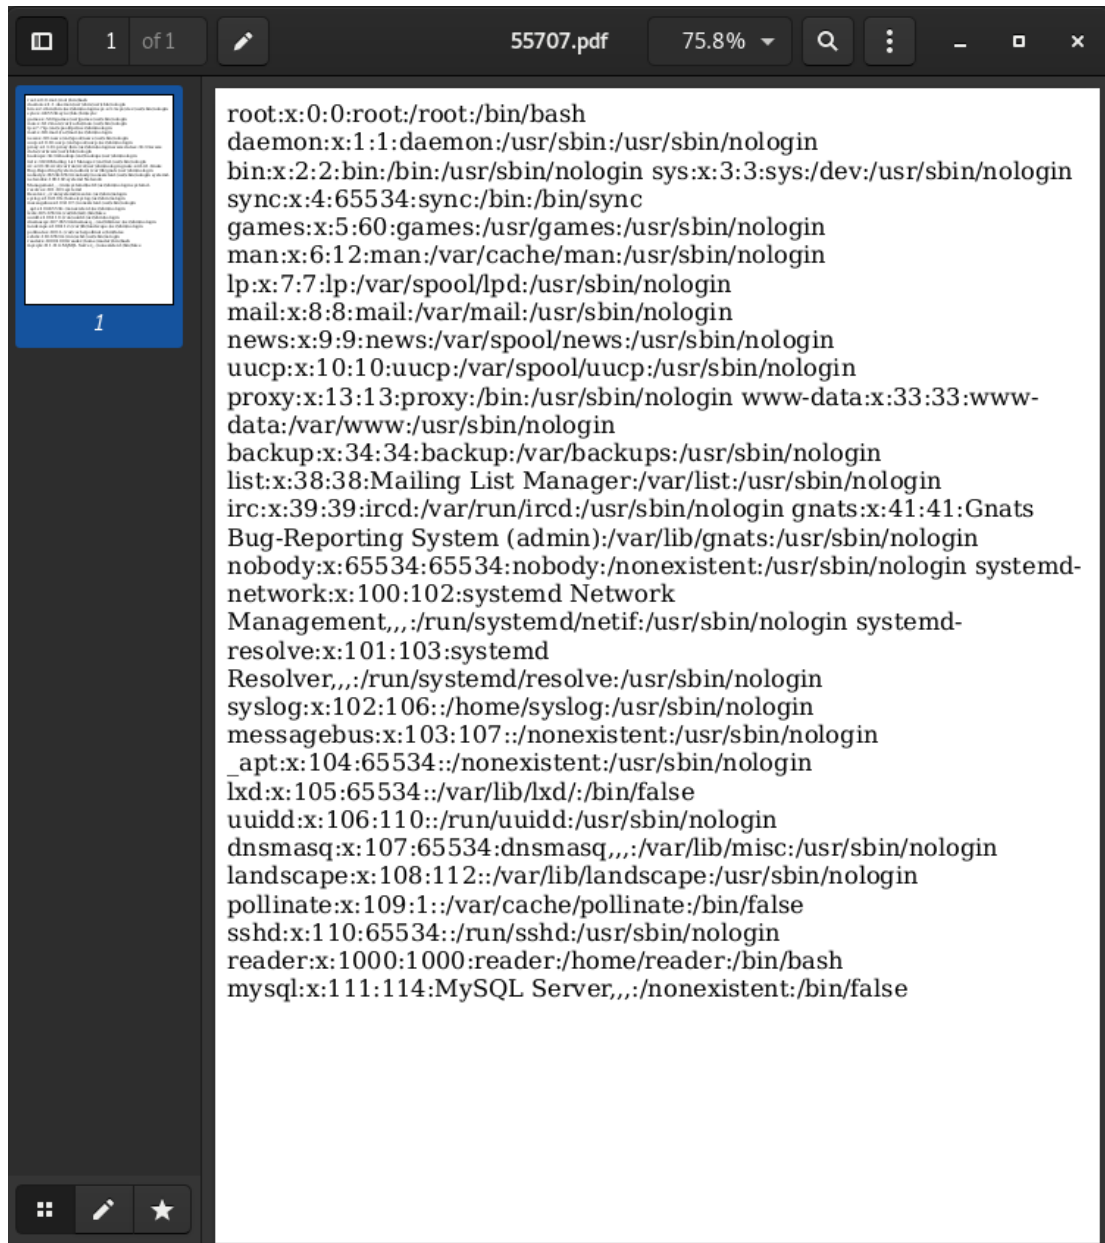 1 of 1
55707.pdf
75.8%
root:x:0:0:root:/root:/bin/bash
daemon:x:1:1:daemon:/usr/sbin:/usr/sbin/nologin
bin:x:2:2:bin:/bin:/usr/sbin/nologin sys:x:3:3:sys:/dev:/usr/sbin/nologin
sync:x:4:65534:sync:/bin:/bin/sync
games:x:5:60:games:/usr/games:/usr/sbin/nologin
man:x:6:12:man:/var/cache/man:/usr/sbin/nologin
lp:x:7:7:lp:/var/spool/lpd:/usr/sbin/nologin
mail:x:8:8:mail:/var/mail:/usr/sbin/nologin
news:x:9:9:news:/var/spool/news:/usr/sbin/nologin
uucp:x:10:10:uucp:/var/spool/uucp:/usr/sbin/nologin
proxy:x:13:13:proxy:/bin:/usr/sbin/nologin www-data:x:33:33:www-
data:/var/www:/usr/sbin/nologin
backup:x:34:34:backup:/var/backups:/usr/sbin/nologin
list:x:38:38:Mailing List Manager:/var/list:/usr/sbin/nologin
irc:x:39:39:ircd:/var/run/ircd:/usr/sbin/nologin gnats:x:41:41:Gnats
Bug-Reporting System (admin):/var/lib/gnats:/usr/sbin/nologin
nobody:x:65534:65534:nobody:/nonexistent:/usr/sbin/nologin systemd-
network:x:100:102:systemd Network
Management,,,:/run/systemd/netif:/usr/sbin/nologin systemd-
resolve:x:101:103:systemd
Resolver,,,:/run/systemd/resolve:/usr/sbin/nologin
syslog:x:102:106::/home/syslog:/usr/sbin/nologin
messagebus:x:103:107::/nonexistent:/usr/sbin/nologin
_apt:x:104:65534::/nonexistent:/usr/sbin/nologin
lxd:x:105:65534::/var/lib/lxd/:/bin/false
uuidd:x:106:110::/run/uuidd:/usr/sbin/nologin
dnsmasq:x:107:65534:dnsmasq,,,:/var/lib/misc:/usr/sbin/nologin
landscape:x:108:112::/var/lib/landscape:/usr/sbin/nologin
pollinate:x:109:1::/var/cache/pollinate:/bin/false
sshd:x:110:65534::/run/sshd:/usr/sbin/nologin
reader:x:1000:1000:reader:/home/reader:/bin/bash
mysql:x:111:114:MySQL Server,,,:/nonexistent:/bin/false
1